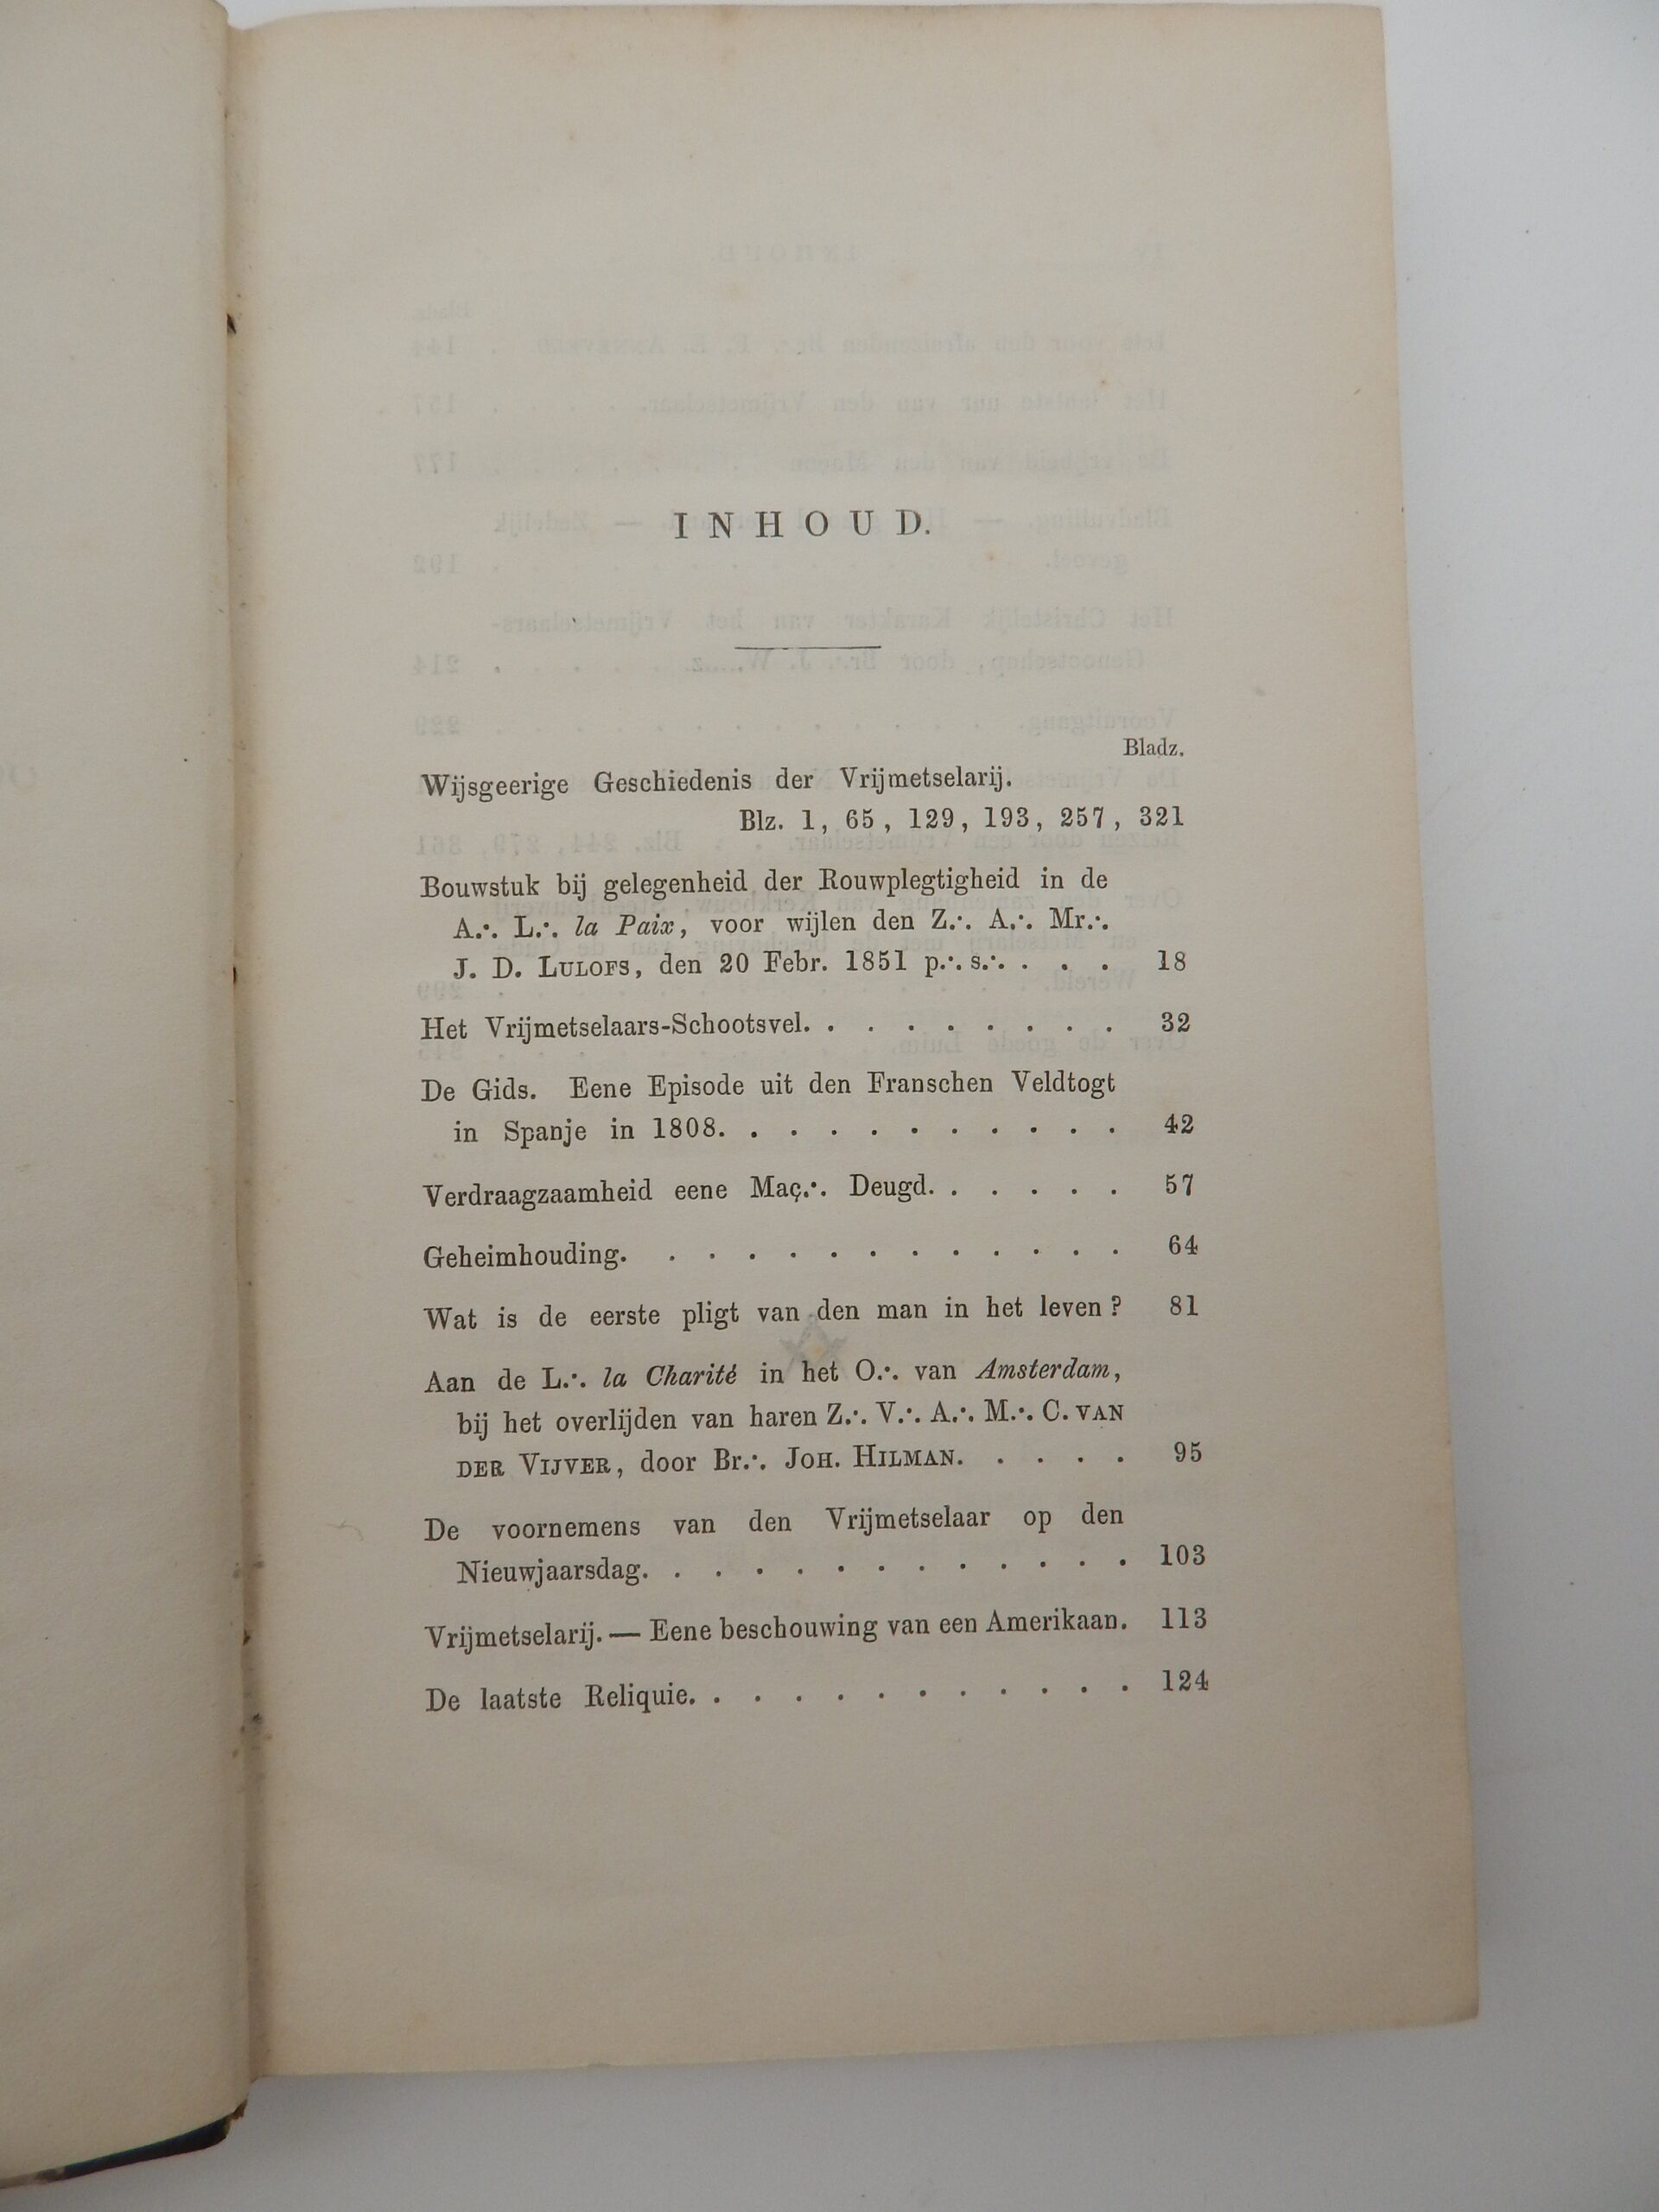 INHOUD.
Bladz.
Wijsgeerige Geschiedenis der Vrijmetselarij.
Blz. 1, 65, 129, 193, 257, 321
Bouwstuk bij gelegenheid der Rouwplegtigheid in de
A.·. L.·. la Paix, voor wijlen den Z.·. A.·. Mr.·.
J. D. LULOFS, den 20 Febr. 1851 p.·. s.·. . . . 18
Het Vrijmetselaars-Schootsvel. . . . . . . . . 32
De Gids. Eene Episode uit den Franschen Veldtogt
in Spanje in 1808. . . . . . . . . . . 42
Verdraagzaamheid eene Maç.·. Deugd. . . . . . 57
Geheimhouding. . . . . . . . . . . . . 64
Wat is de eerste pligt van den man in het leven? 81
Aan de L.·. la Charité in het O.·. van Amsterdam,
bij het overlijden van haren Z.·. V.·. A.·. M.·. C. VAN
DER VIJVER, door Br.·. JOH. HILMAN. . . . . 95
De voornemens van den Vrijmetselaar op den
Nieuwjaarsdag. . . . . . . . . . . . . 103
Vrijmetselarij. — Eene beschouwing van een Amerikaan. 113
De laatste Reliquie. . . . . . . . . . . . 124